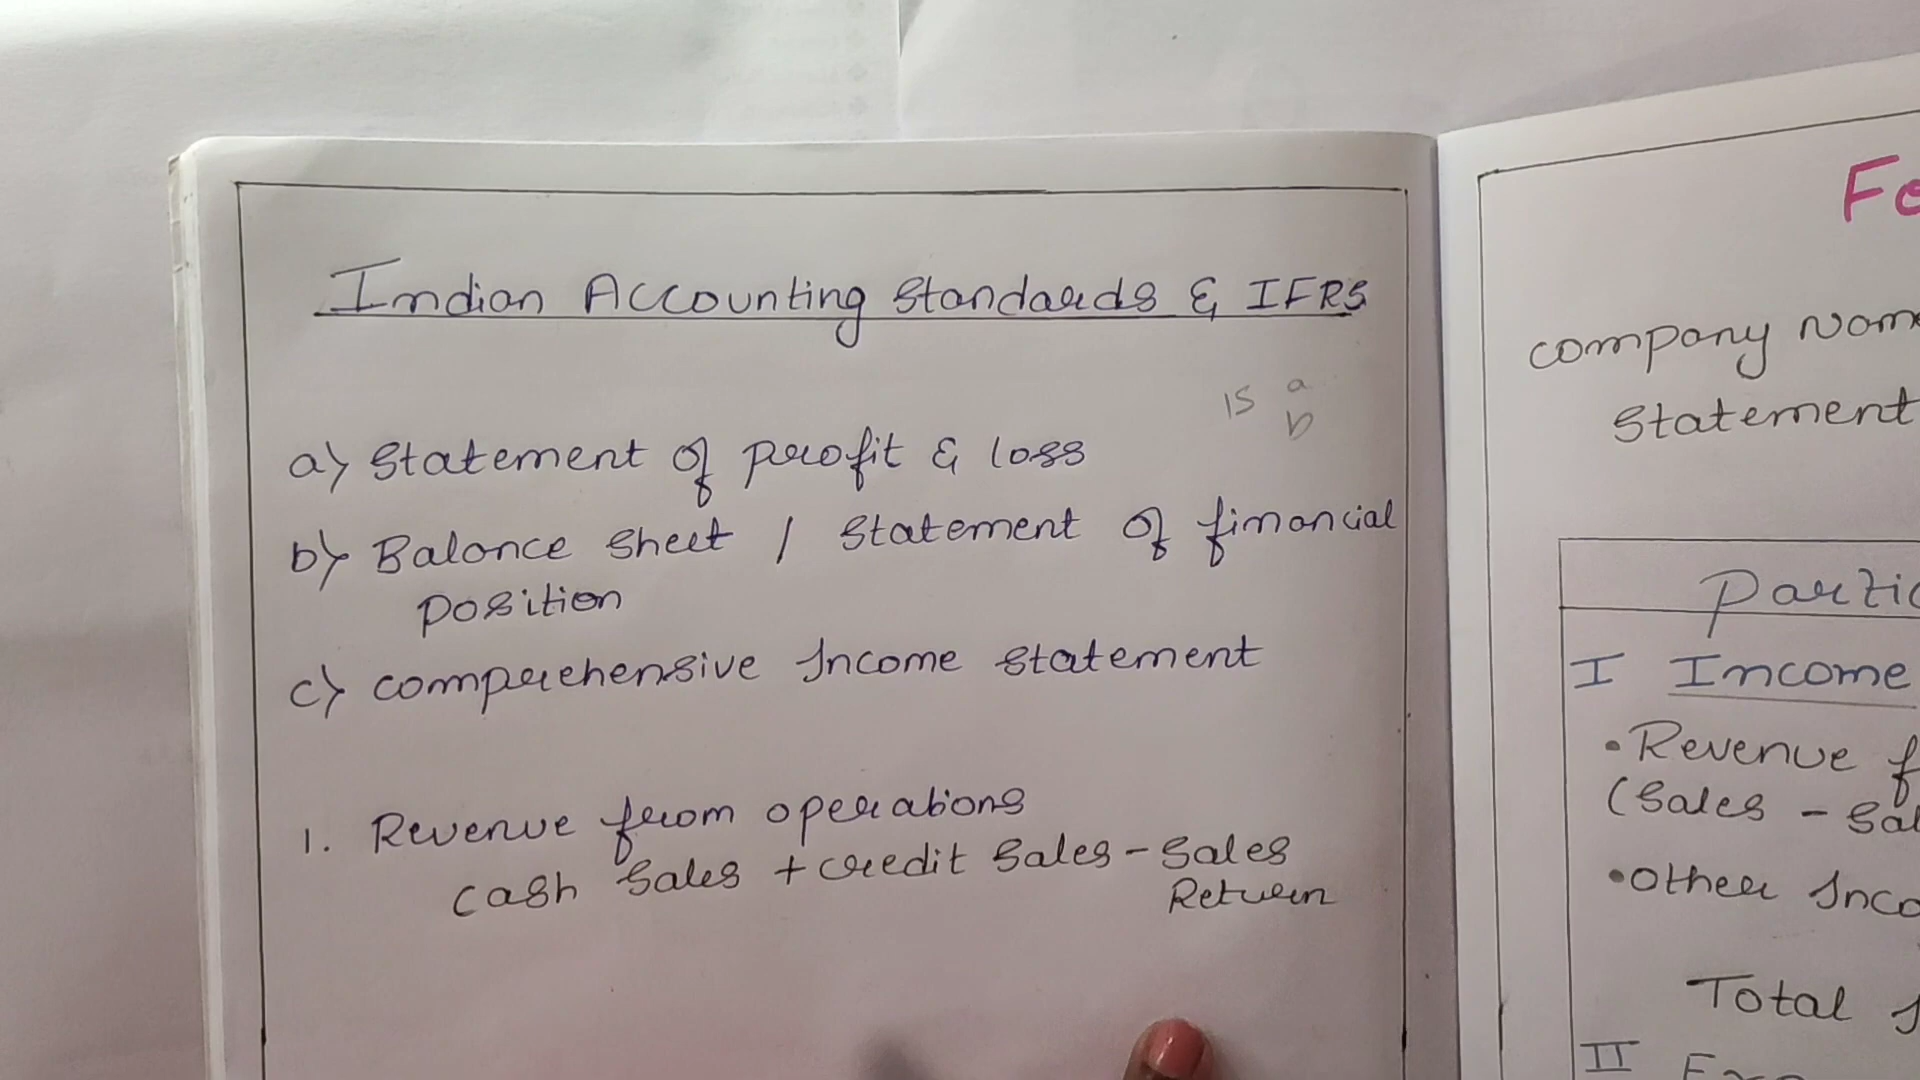 Indian Accounting Standards & IFRS
15 a
b
a) Statement of profit & loss
b) Balance sheet / Statement of financial
position
c) comprehensive Income statement
1. Revenue from operations
cash sales + credit sales - sales
Return
company
Statement
I Income
• Revenue
(Sales -
• Other
Total
II